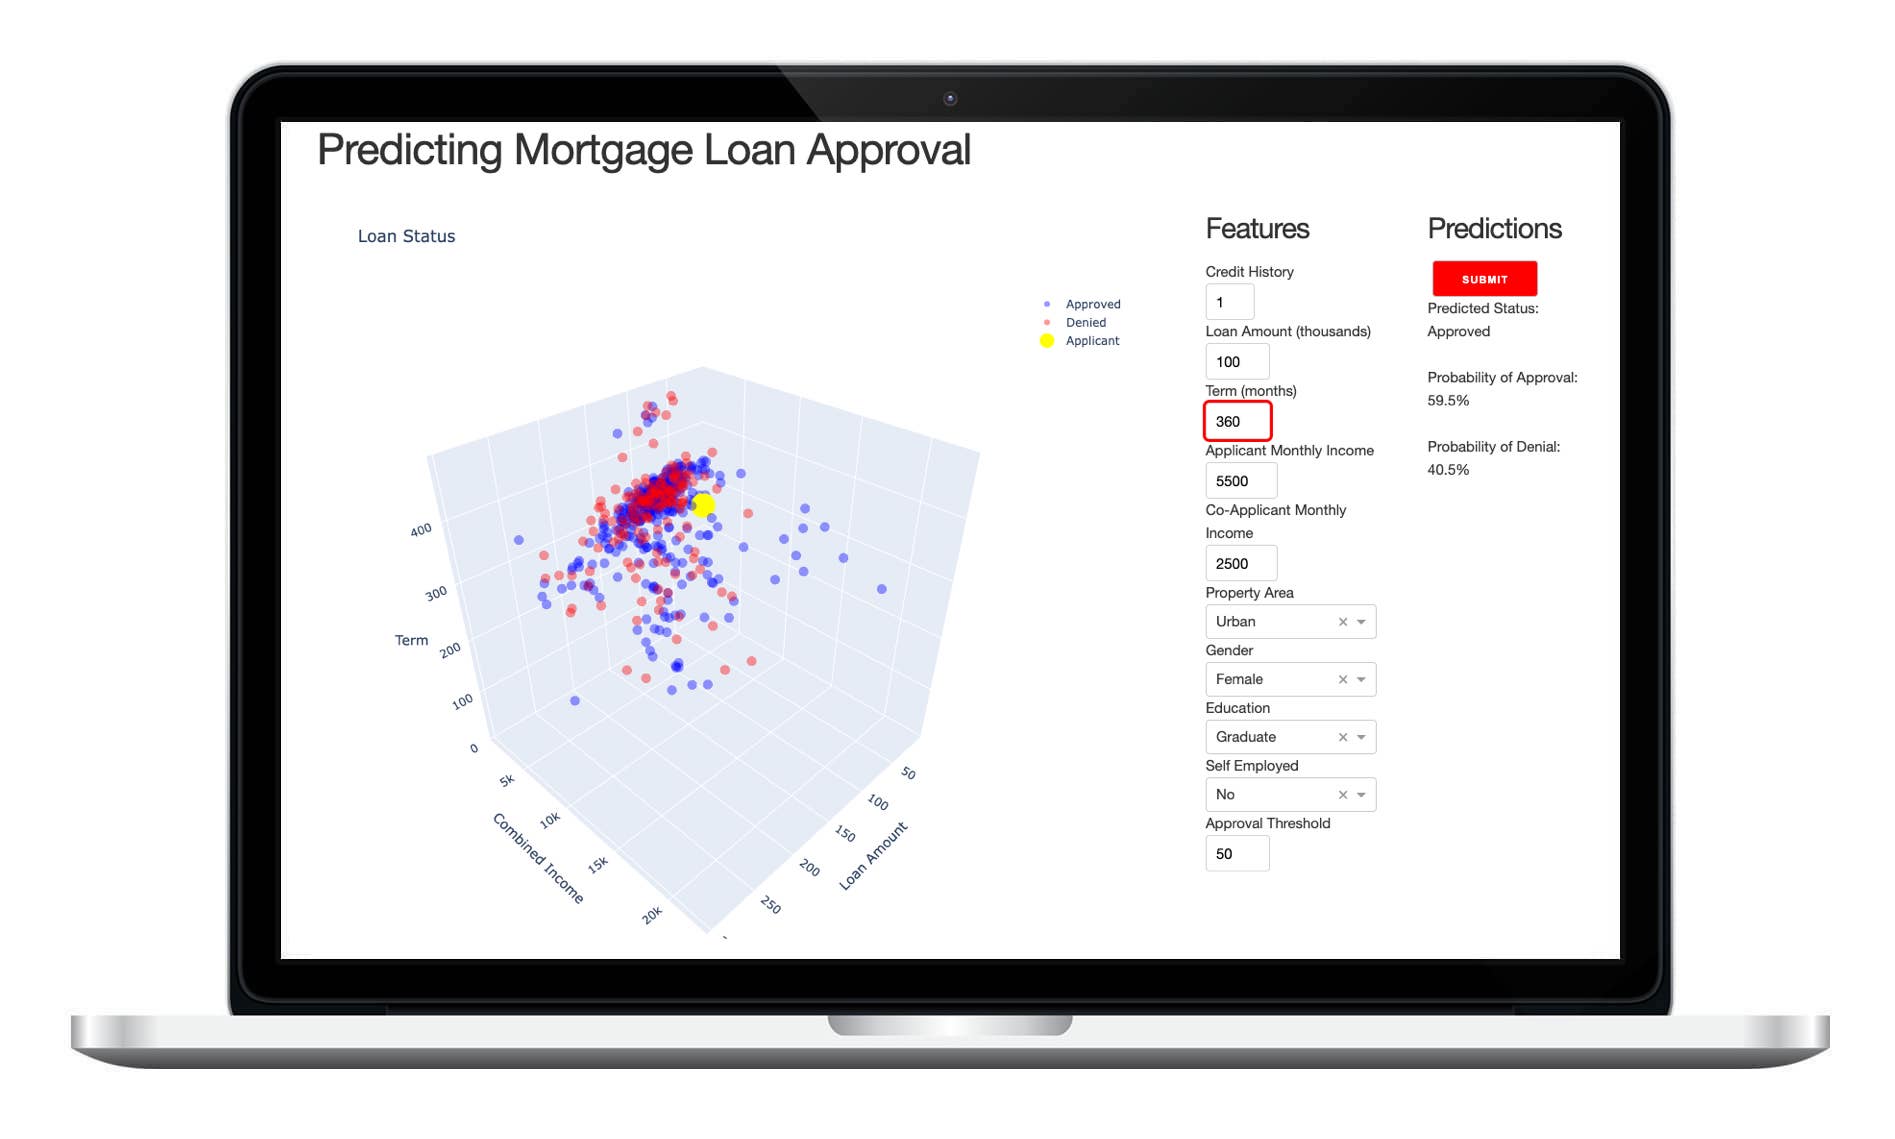 Predicting Mortgage Loan Approval
Loan Status
Approved
Denied
Applicant
400
300
Term
200
100
0
5k
10k
Combined Income
15k
20k
50
100
150
Loan Amount
200
250
Features
Credit History
1
Loan Amount (thousands)
100
Term (months)
360
Applicant Monthly Income
5500
Co-Applicant Monthly
Income
2500
Property Area
Urban
Gender
Female
Education
Graduate
Self Employed
No
Approval Threshold
50
Predictions
SUBMIT
Predicted Status:
Approved
Probability of Approval:
59.5%
Probability of Denial:
40.5%